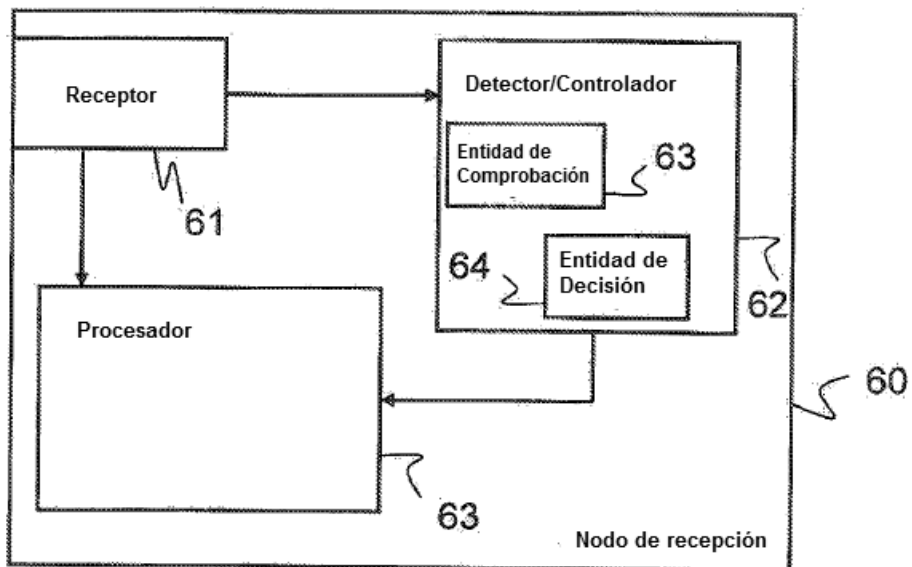 Receptor
61
Detector/Controlador
Entidad de
Comprobación
63
64
Entidad de
Decisión
62
Procesador
63
60
Nodo de recepción